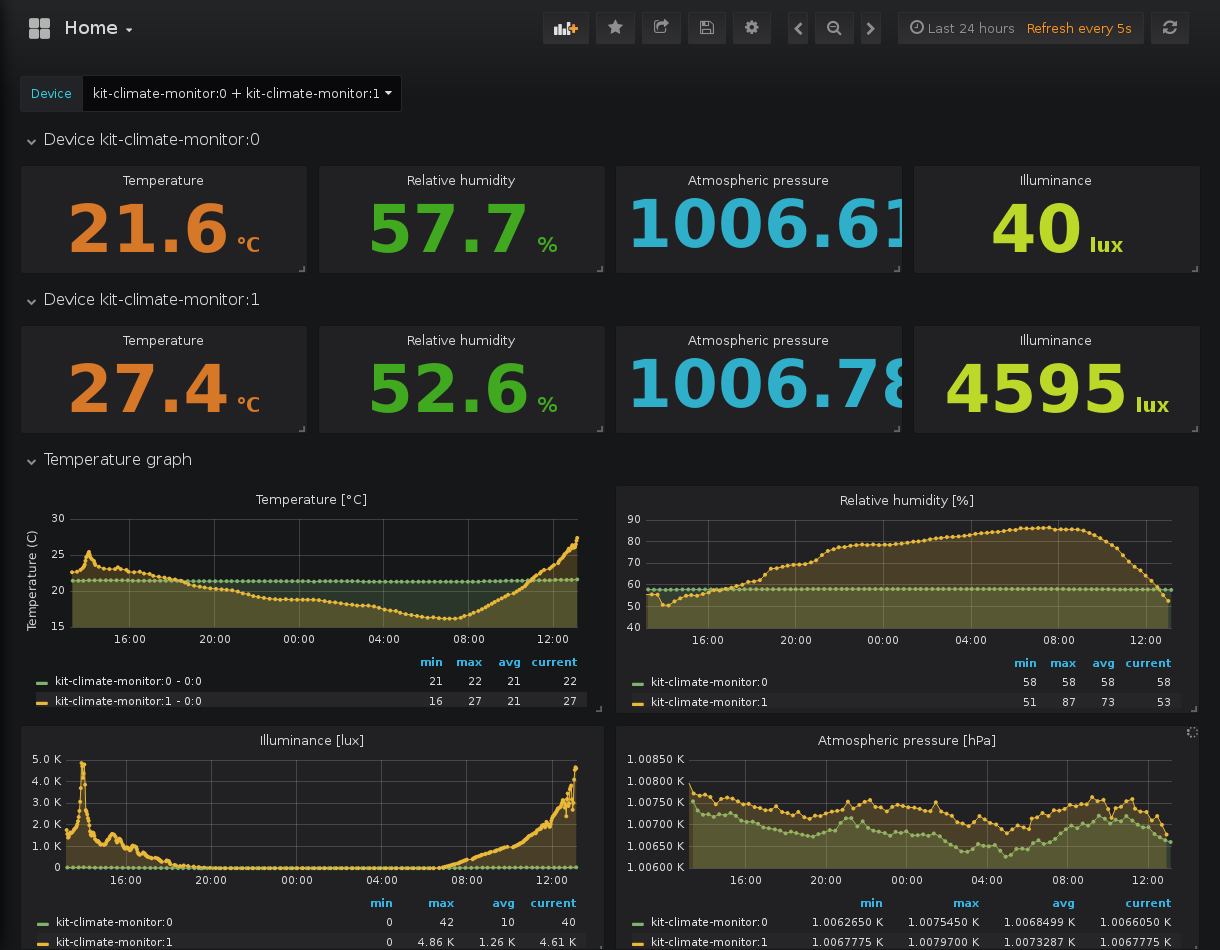 Home
Last 24 hours Refresh every 5s
Device kit-climate-monitor:0 + kit-climate-monitor:1
Device kit-climate-monitor:0
Temperature Relative humidity Atmospheric pressure Illuminance
21.6 °C 57.7 % 1006.61 40 lux
Device kit-climate-monitor:1
Temperature Relative humidity Atmospheric pressure Illuminance
27.4 °C 52.6 % 1006.78 4595 lux
Temperature graph
Temperature [°C]
Temperature (C)
30
25
20
15
16:00 20:00 00:00 04:00 08:00 12:00
min max avg current
kit-climate-monitor:0 - 0:0 21 22 21 22
kit-climate-monitor:1 - 0:0 16 27 21 27
Relative humidity [%]
90
80
70
60
50
40
16:00 20:00 00:00 04:00 08:00 12:00
min max avg current
kit-climate-monitor:0 58 58 58 58
kit-climate-monitor:1 51 87 73 53
Illuminance [lux]
5.0 K
4.0 K
3.0 K
2.0 K
1.0 K
0
16:00 20:00 00:00 04:00 08:00 12:00
min max avg current
kit-climate-monitor:0 0 42 10 40
kit-climate-monitor:1 0 4.86 K 1.26 K 4.61 K
Atmospheric pressure [hPa]
1.00850 K
1.00800 K
1.00750 K
1.00700 K
1.00650 K
1.00600 K
16:00 20:00 00:00 04:00 08:00 12:00
min max avg current
kit-climate-monitor:0 1.0062650 K 1.0075450 K 1.0068499 K 1.0066050 K
kit-climate-monitor:1 1.0067775 K 1.0079700 K 1.0073287 K 1.0067775 K